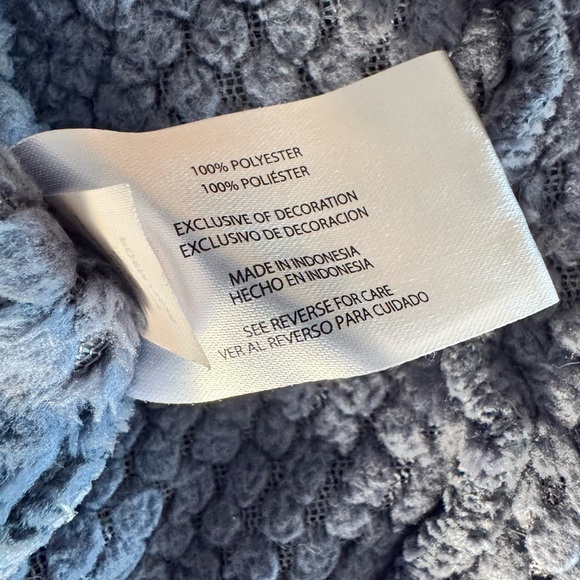 100% POLYESTER
100% POLIÉSTER
EXCLUSIVE OF DECORATION
EXCLUSIVO DE DECORACION
MADE IN INDONESIA
HECHO EN INDONESIA
SEE REVERSE FOR CARE
VER AL REVERSO PARA CUIDADO